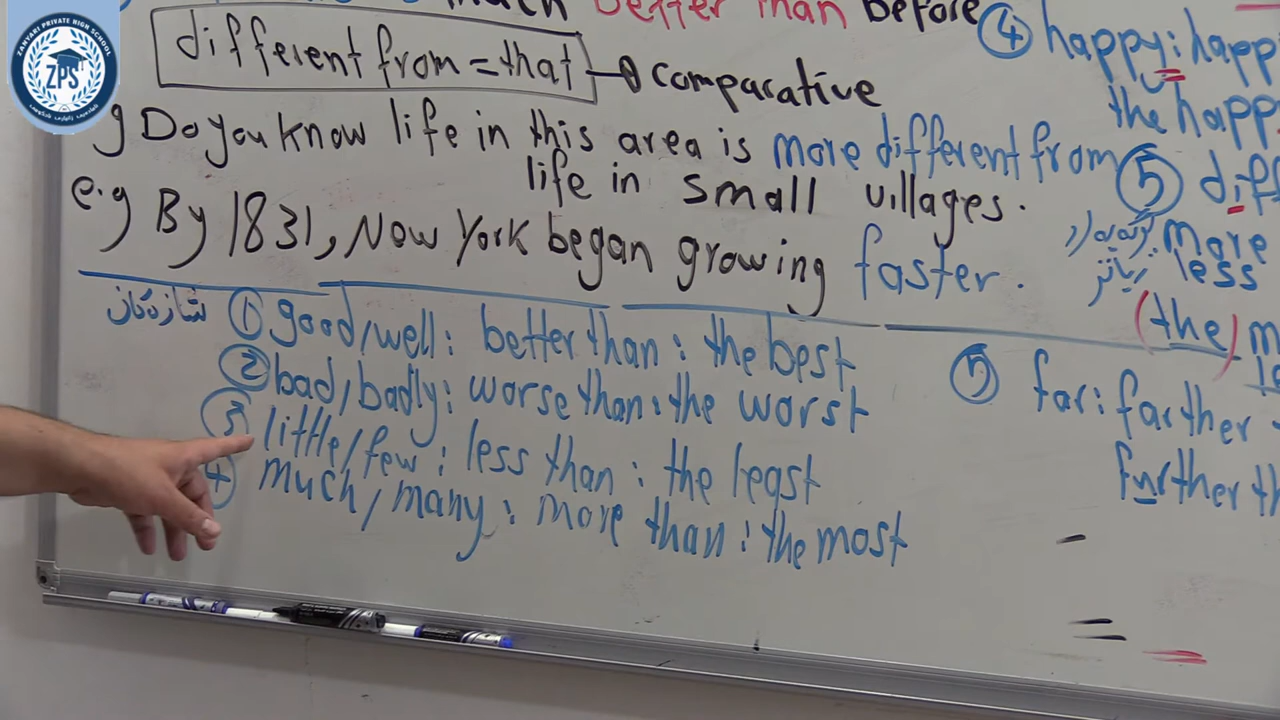 ZANYARI PRIVATE HIGH SCHOOL
ZPS
much better than before
different from = that → comparative
g Do you know life in this area is more different from
life in small villages.
e.g By 1831, New York began growing faster.
شازەکان ① good/well: better than: the best
② bad/badly: worse than: the worst
③ little/few: less than: the least
④ much/many: more than: the most
④ happy: happ
the happ
⑤ diff
more
less
(the) m
⑤ far: farther
further th